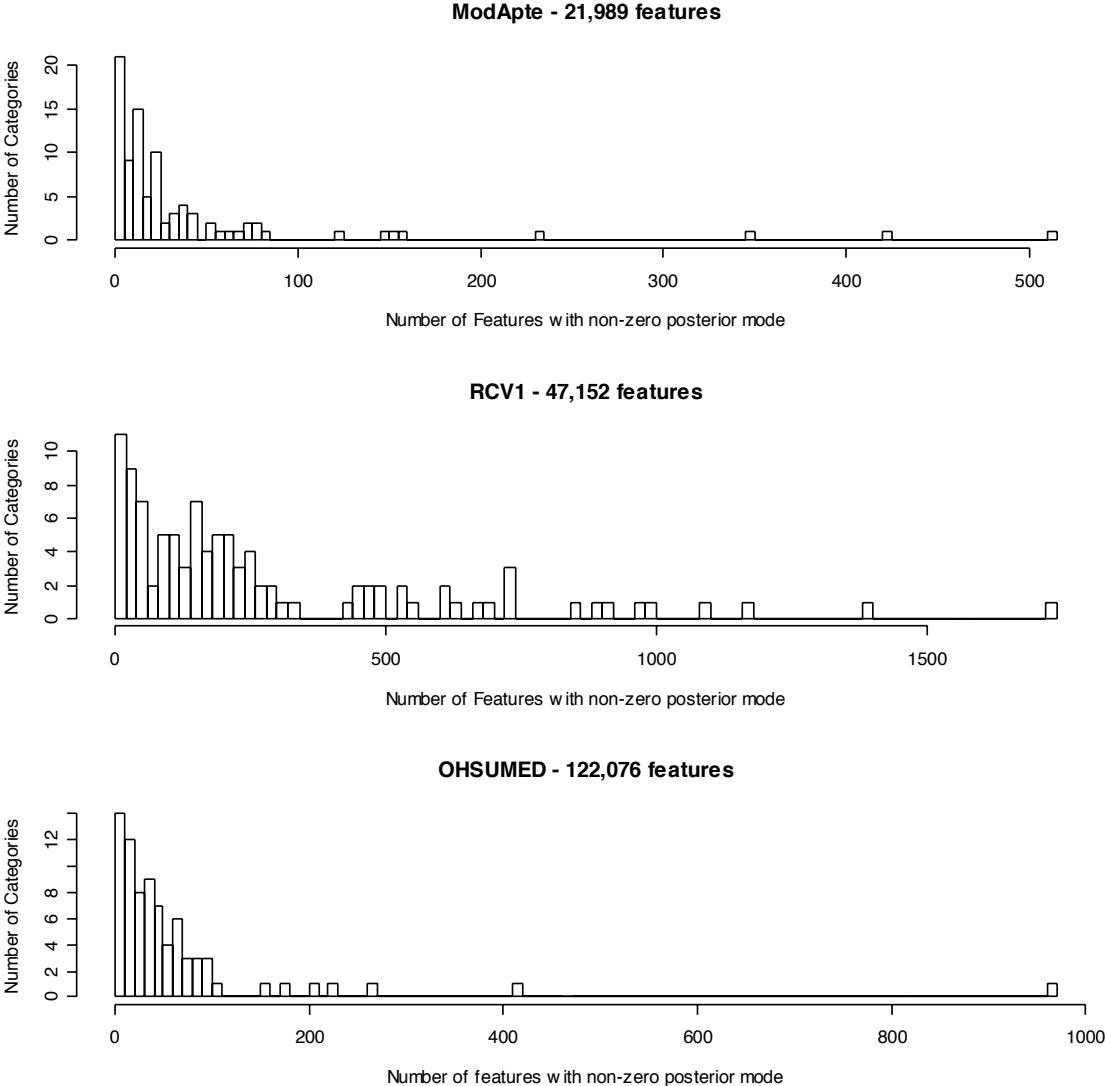 ModApte - 21,989 features
Number of Categories
20
15
10
5
0
0 100 200 300 400 500
Number of Features with non-zero posterior mode
RCV1 - 47,152 features
Number of Categories
10
8
6
4
2
0
0 500 1000 1500
Number of Features with non-zero posterior mode
OHSUMED - 122,076 features
Number of Categories
12
8
6
4
2
0
0 200 400 600 800 1000
Number of features with non-zero posterior mode